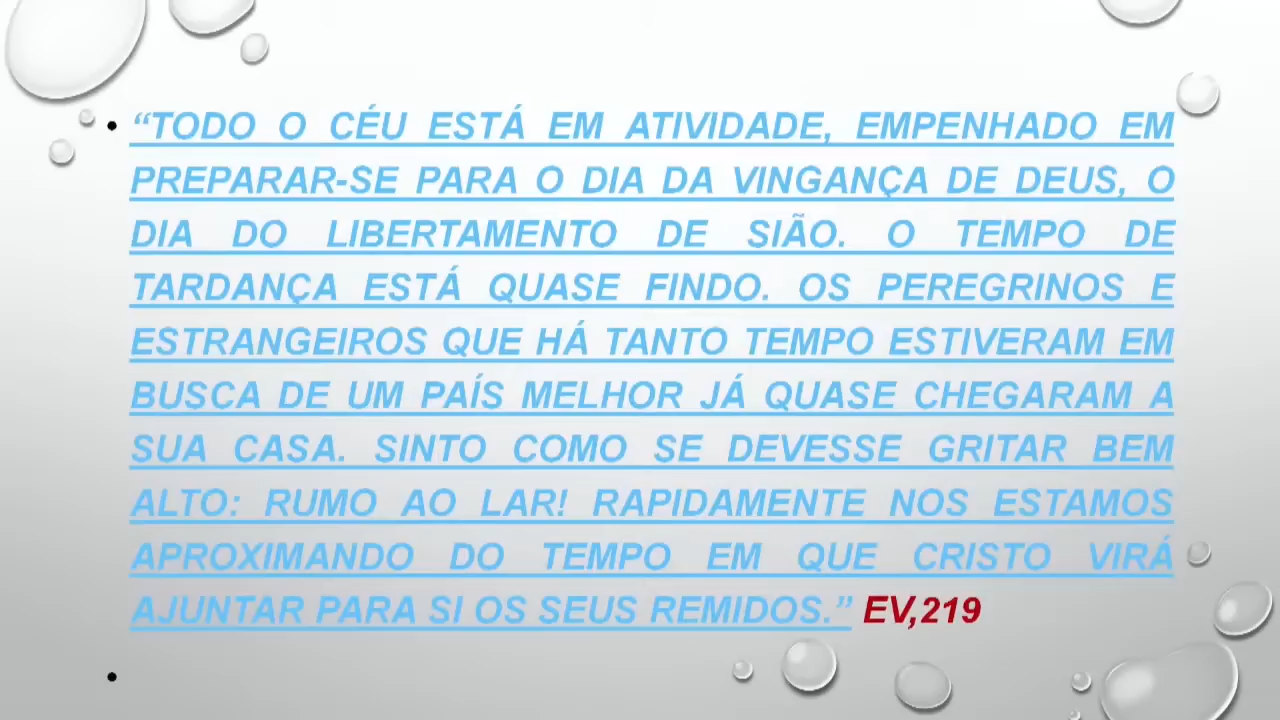 • “TODO O CÉU ESTÁ EM ATIVIDADE, EMPENHADO EM
PREPARAR-SE PARA O DIA DA VINGANÇA DE DEUS, O
DIA DO LIBERTAMENTO DE SIÃO. O TEMPO DE
TARDANÇA ESTÁ QUASE FINDO. OS PEREGRINOS E
ESTRANGEIROS QUE HÁ TANTO TEMPO ESTIVERAM EM
BUSCA DE UM PAÍS MELHOR JÁ QUASE CHEGARAM A
SUA CASA. SINTO COMO SE DEVESSE GRITAR BEM
ALTO: RUMO AO LAR! RAPIDAMENTE NOS ESTAMOS
APROXIMANDO DO TEMPO EM QUE CRISTO VIRÁ
AJUNTAR PARA SI OS SEUS REMIDOS.” EV,219
•